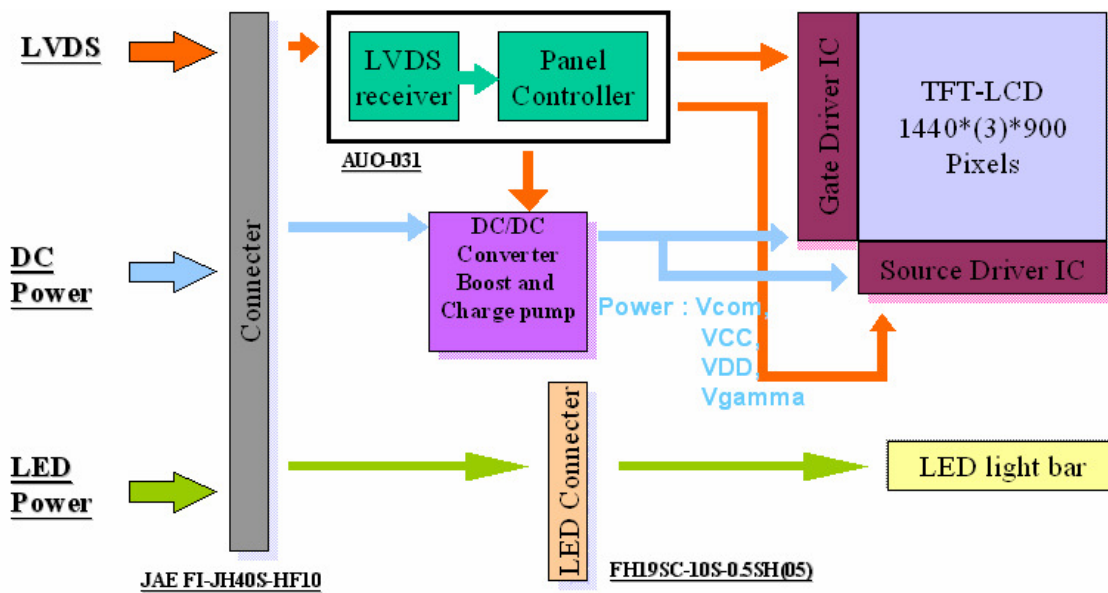 LVDS
LVDS
receiver
Panel
Controller
AUO-031
Gate Driver IC
TFT-LCD
1440*(3)*900
Pixels
Source Driver IC
Connecter
DC
Power
DC/DC
Converter
Boost and
Charge pump
Power : Vcom,
VCC,
VDD,
Vgamma
LED
Power
LED Connecter
LED light bar
JAE FI-JH40S-HF10
FH19SC-10S-0.5SH(05)